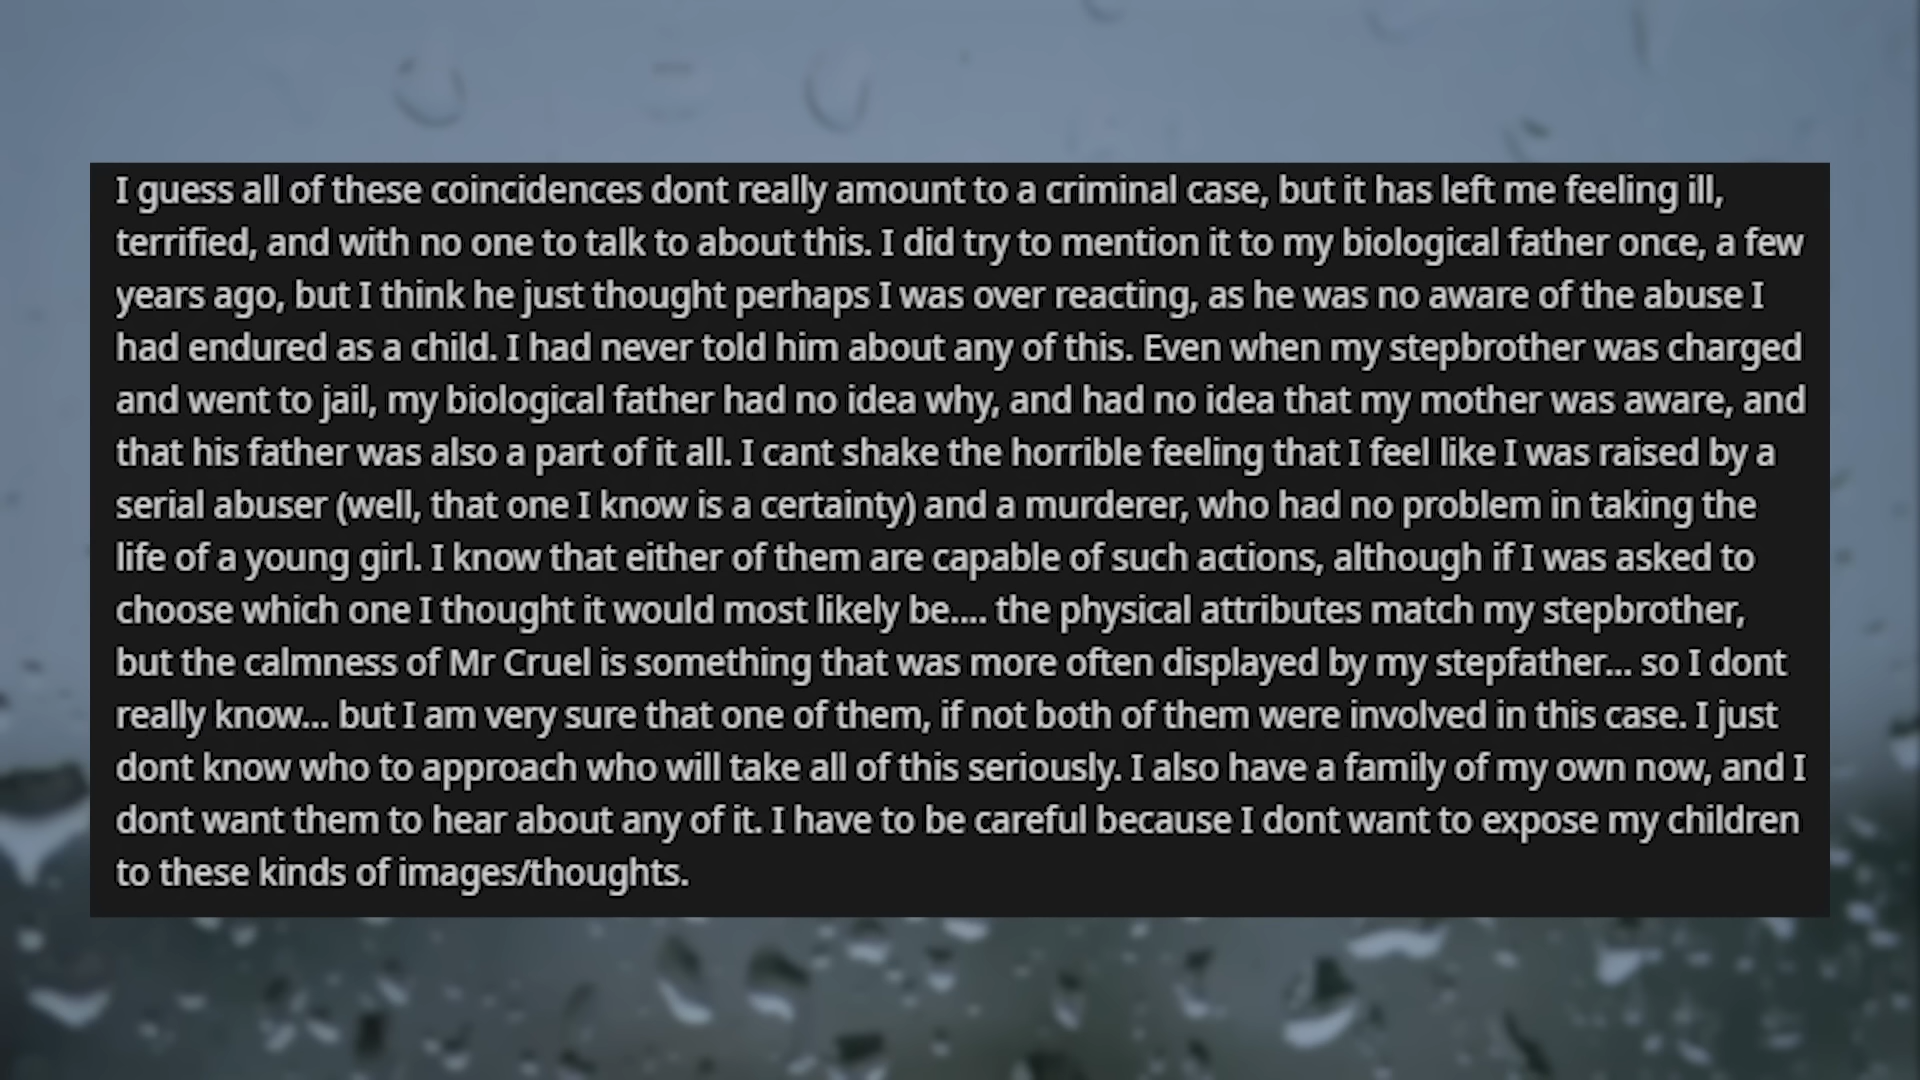 I guess all of these coincidences dont really amount to a criminal case, but it has left me feeling ill,
terrified, and with no one to talk to about this. I did try to mention it to my biological father once, a few
years ago, but I think he just thought perhaps I was over reacting, as he was no aware of the abuse I
had endured as a child. I had never told him about any of this. Even when my stepbrother was charged
and went to jail, my biological father had no idea why, and had no idea that my mother was aware, and
that his father was also a part of it all. I cant shake the horrible feeling that I feel like I was raised by a
serial abuser (well, that one I know is a certainty) and a murderer, who had no problem in taking the
life of a young girl. I know that either of them are capable of such actions, although if I was asked to
choose which one I thought it would most likely be.... the physical attributes match my stepbrother,
but the calmness of Mr Cruel is something that was more often displayed by my stepfather... so I dont
really know... but I am very sure that one of them, if not both of them were involved in this case. I just
dont know who to approach who will take all of this seriously. I also have a family of my own now, and I
dont want them to hear about any of it. I have to be careful because I dont want to expose my children
to these kinds of images/thoughts.